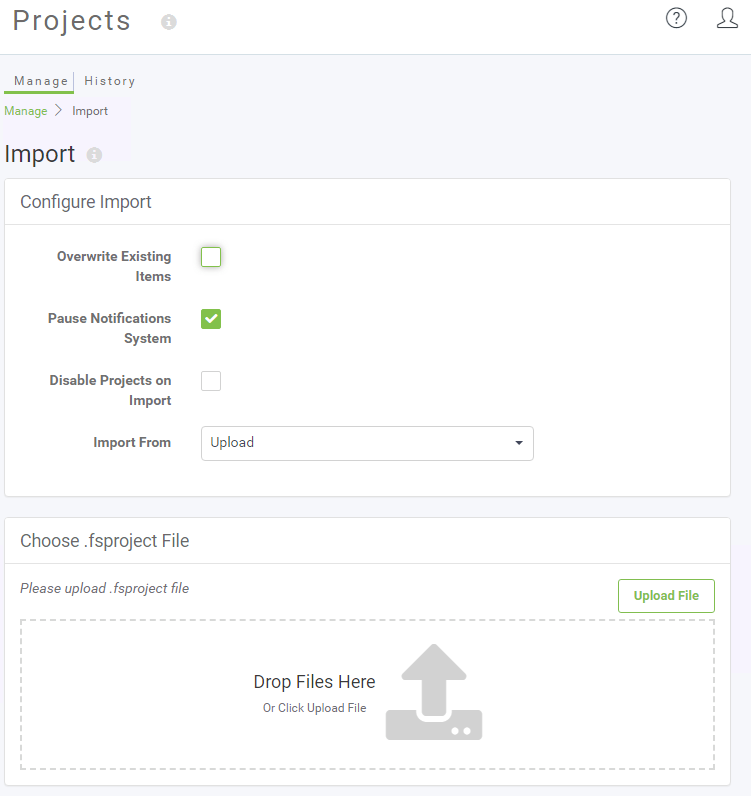 Projects
Manage History
Manage Import
Import
Configure Import
Overwrite Existing
Items
Pause Notifications
System
Disable Projects on
Import
Import From Upload
Choose .fsproject File
Please upload .fsproject file
Upload File
Drop Files Here
Or Click Upload File